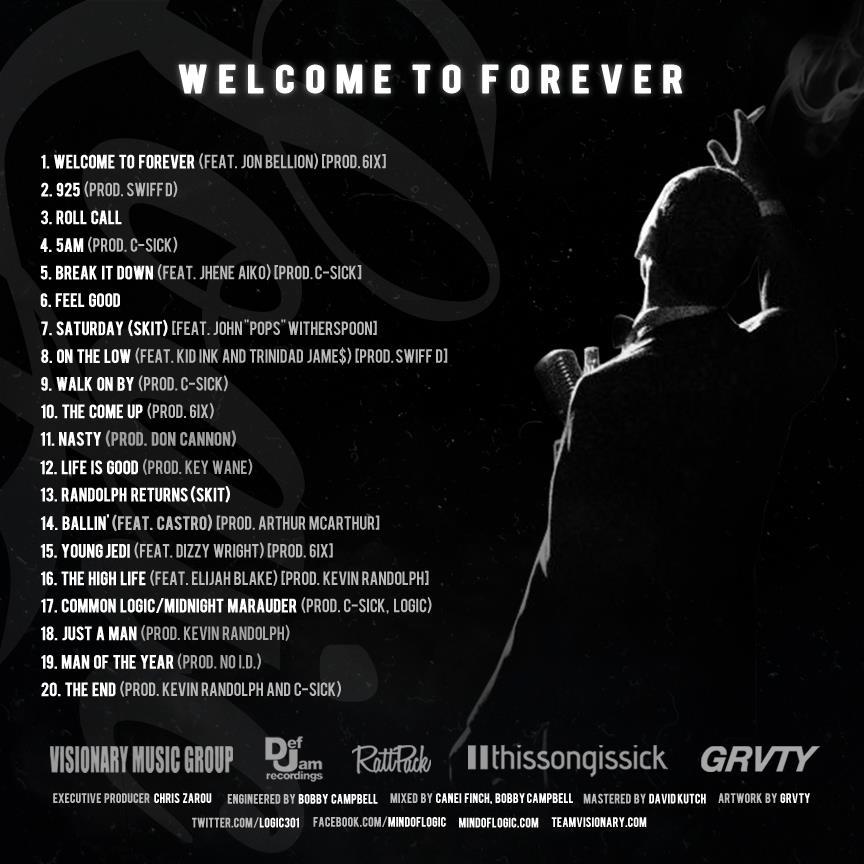 WELCOME TO FOREVER
1. WELCOME TO FOREVER (FEAT. JON BELLION) [PROD. 6IX]
2. 925 (PROD. SWIFF D)
3. ROLL CALL
4. 5AM (PROD. C-SICK)
5. BREAK IT DOWN (FEAT. JHENE AIKO) [PROD. C-SICK]
6. FEEL GOOD
7. SATURDAY (SKIT) [FEAT. JOHN "POPS" WITHERSPOON]
8. ON THE LOW (FEAT. KID INK AND TRINIDAD JAME$) [PROD. SWIFF D]
9. WALK ON BY (PROD. C-SICK)
10. THE COME UP (PROD. 6IX)
11. NASTY (PROD. DON CANNON)
12. LIFE IS GOOD (PROD. KEY WANE)
13. RANDOLPH RETURNS (SKIT)
14. BALLIN' (FEAT. CASTRO) [PROD. ARTHUR MCARTHUR]
15. YOUNG JEDI (FEAT. DIZZY WRIGHT) [PROD. 6IX]
16. THE HIGH LIFE (FEAT. ELIJAH BLAKE) [PROD. KEVIN RANDOLPH]
17. COMMON LOGIC/MIDNIGHT MARAUDER (PROD. C-SICK, LOGIC)
18. JUST A MAN (PROD. KEVIN RANDOLPH)
19. MAN OF THE YEAR (PROD. NO I.D.)
20. THE END (PROD. KEVIN RANDOLPH AND C-SICK)
VISIONARY MUSIC GROUP Def Jam recordings RattPack thissongissick GRVTY
EXECUTIVE PRODUCER CHRIS ZAROU ENGINEERED BY BOBBY CAMPBELL MIXED BY CANEI FINCH, BOBBY CAMPBELL MASTERED BY DAVID KUTCH ARTWORK BY GRVTY
TWITTER.COM/LOGIC301 FACEBOOK.COM/MINDOFLOGIC MINDOFLOGIC.COM TEAMVISIONARY.COM